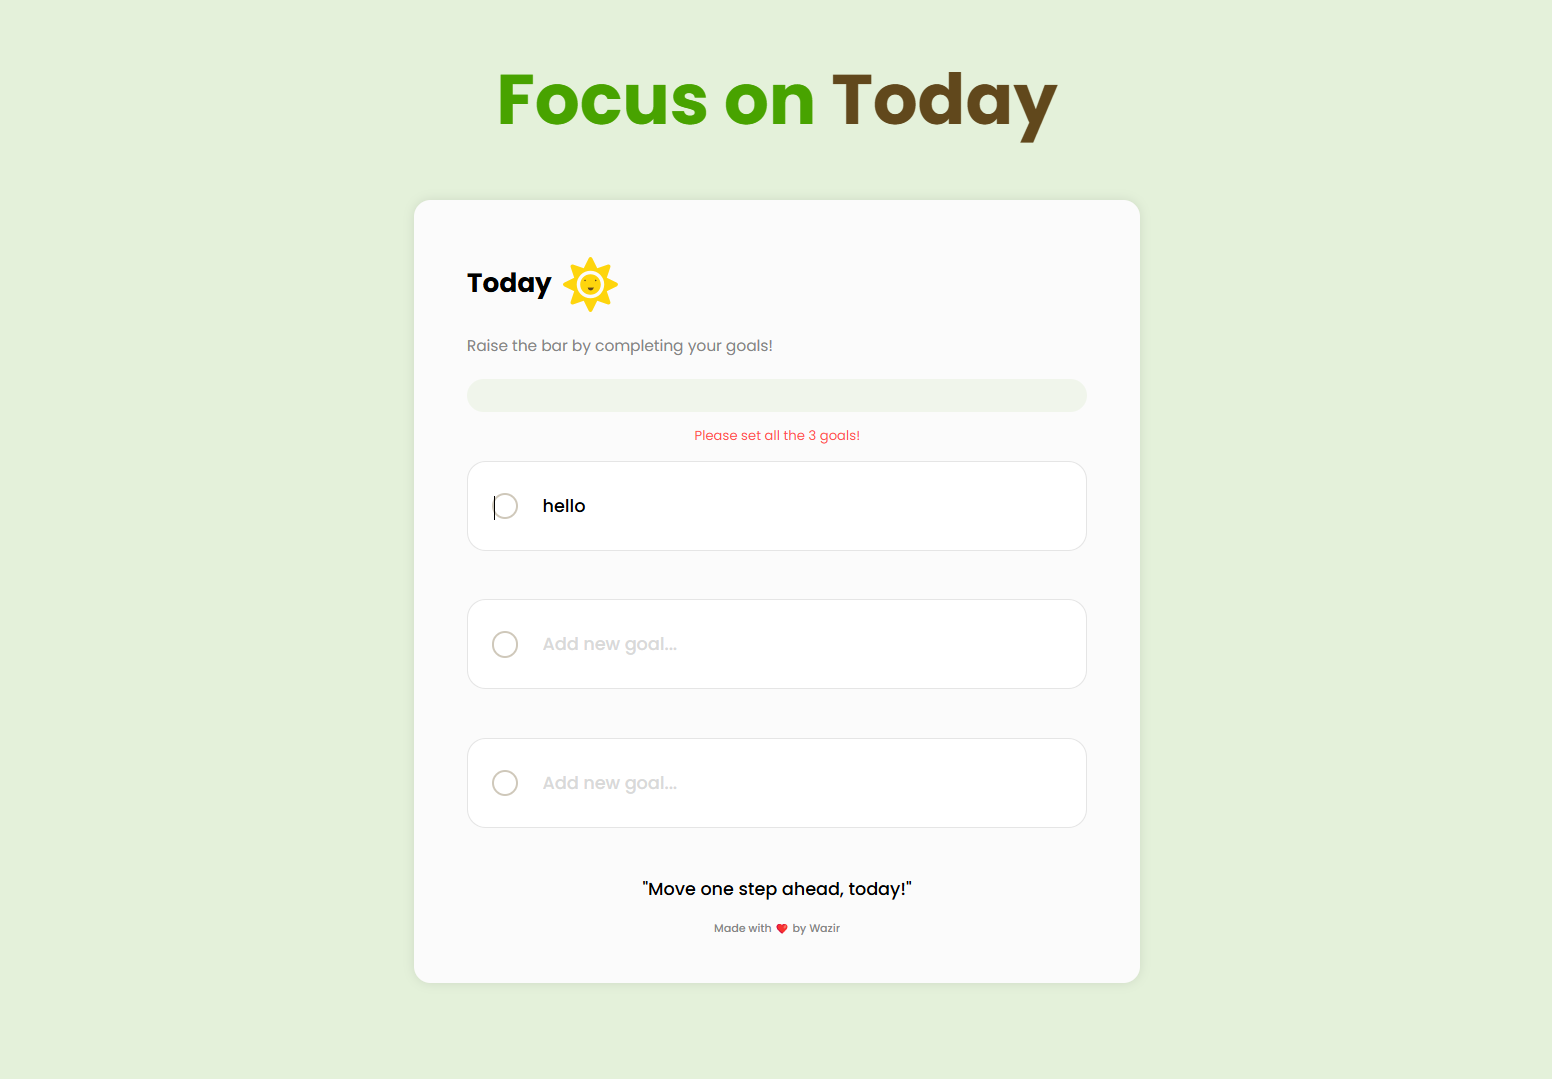 Focus on Today
Today
Raise the bar by completing your goals!
Please set all the 3 goals!
hello
Add new goal...
Add new goal...
"Move one step ahead, today!"
Made with ❤️ by Wazir